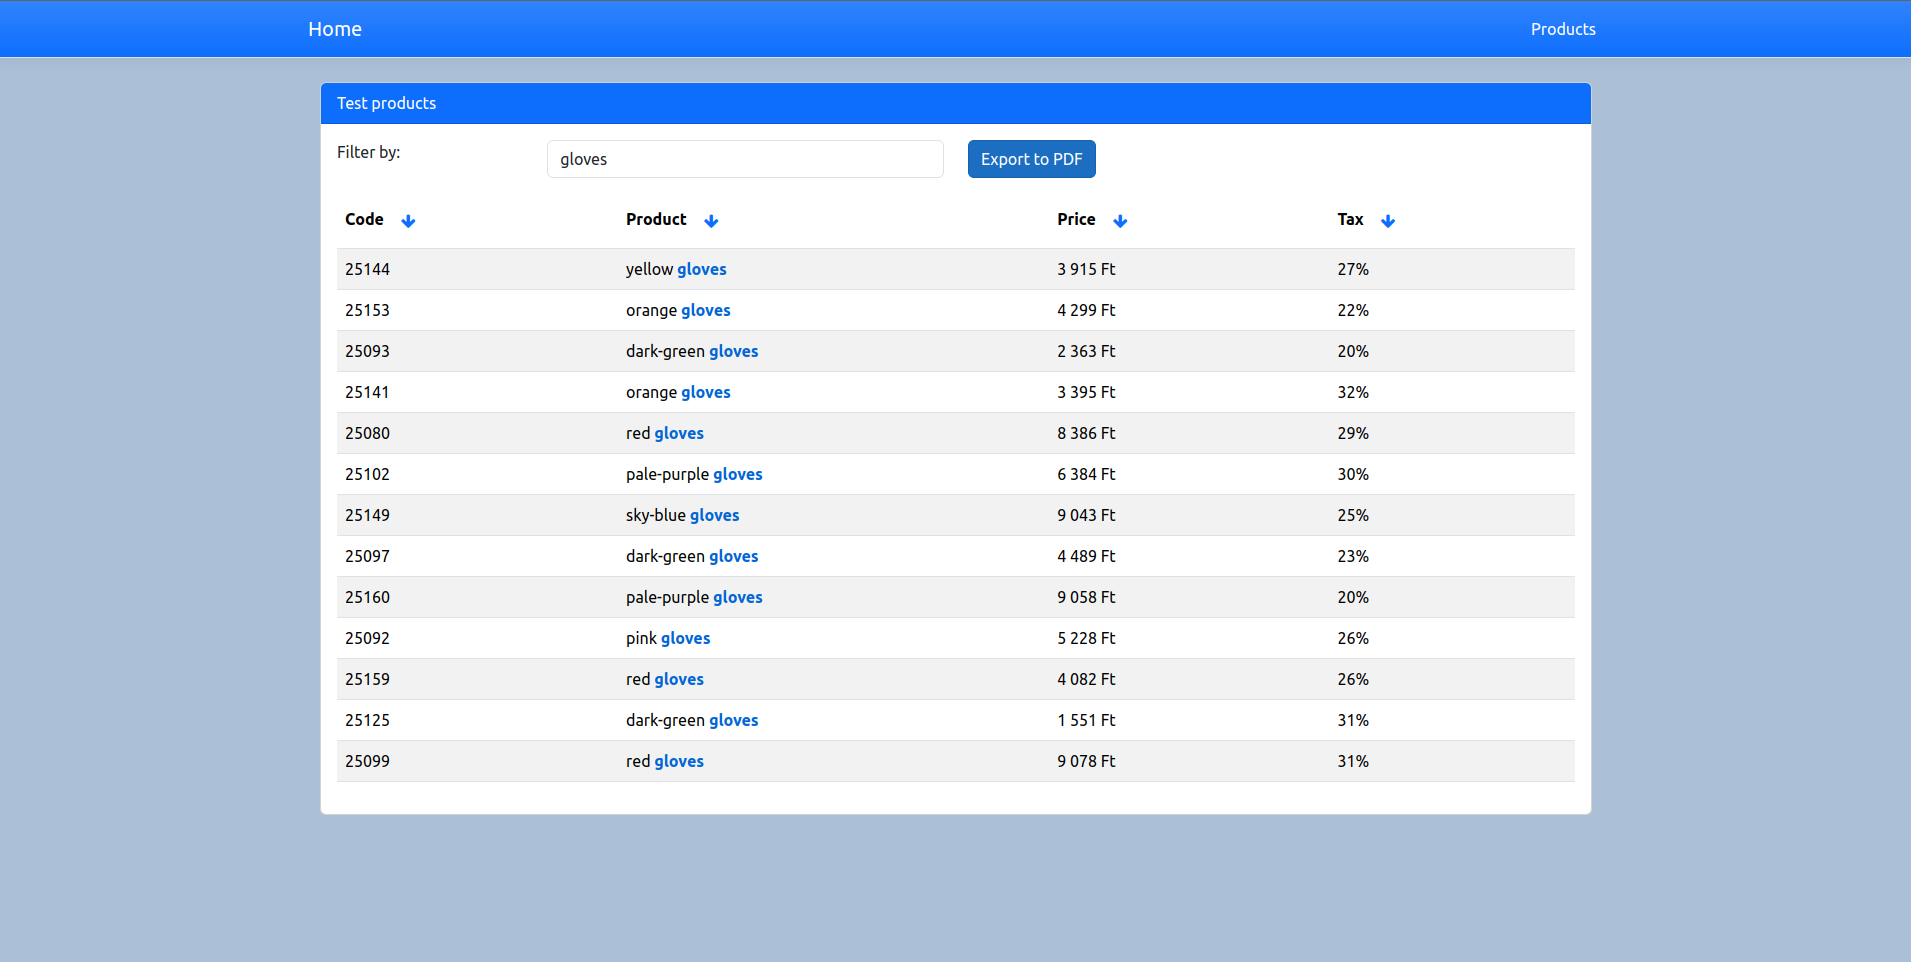 Home Products
Test products
Filter by: gloves Export to PDF
Code Product Price Tax
25144 yellow gloves 3 915 Ft 27%
25153 orange gloves 4 299 Ft 22%
25093 dark-green gloves 2 363 Ft 20%
25141 orange gloves 3 395 Ft 32%
25080 red gloves 8 386 Ft 29%
25102 pale-purple gloves 6 384 Ft 30%
25149 sky-blue gloves 9 043 Ft 25%
25097 dark-green gloves 4 489 Ft 23%
25160 pale-purple gloves 9 058 Ft 20%
25092 pink gloves 5 228 Ft 26%
25159 red gloves 4 082 Ft 26%
25125 dark-green gloves 1 551 Ft 31%
25099 red gloves 9 078 Ft 31%